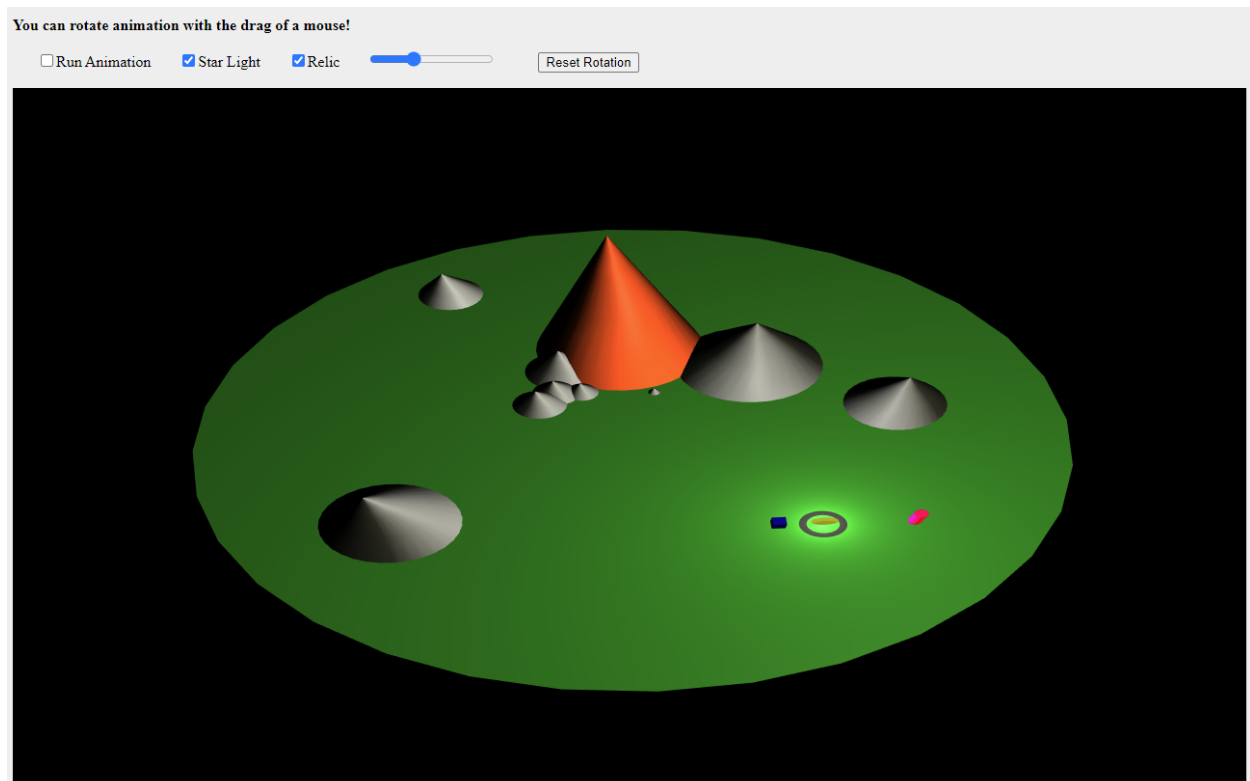 You can rotate animation with the drag of a mouse!
Run Animation Star Light Relic Reset Rotation